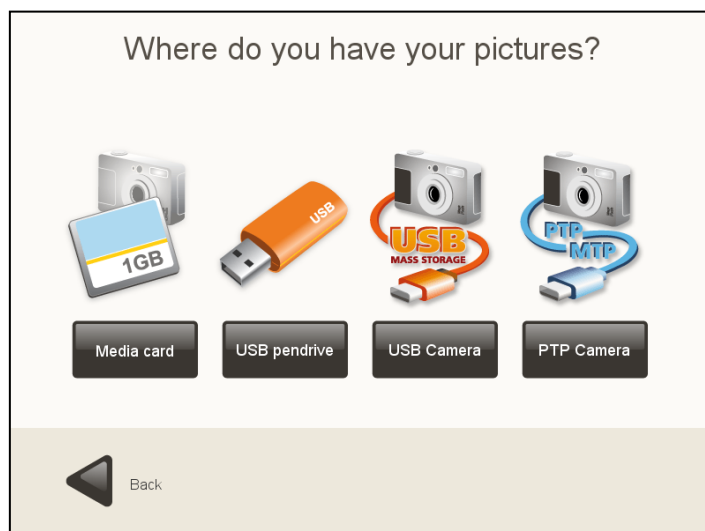 Where do you have your pictures?
1GB
USB
USB
MASS STORAGE
PTP
MTP
Media card
USB pendrive
USB Camera
PTP Camera
Back